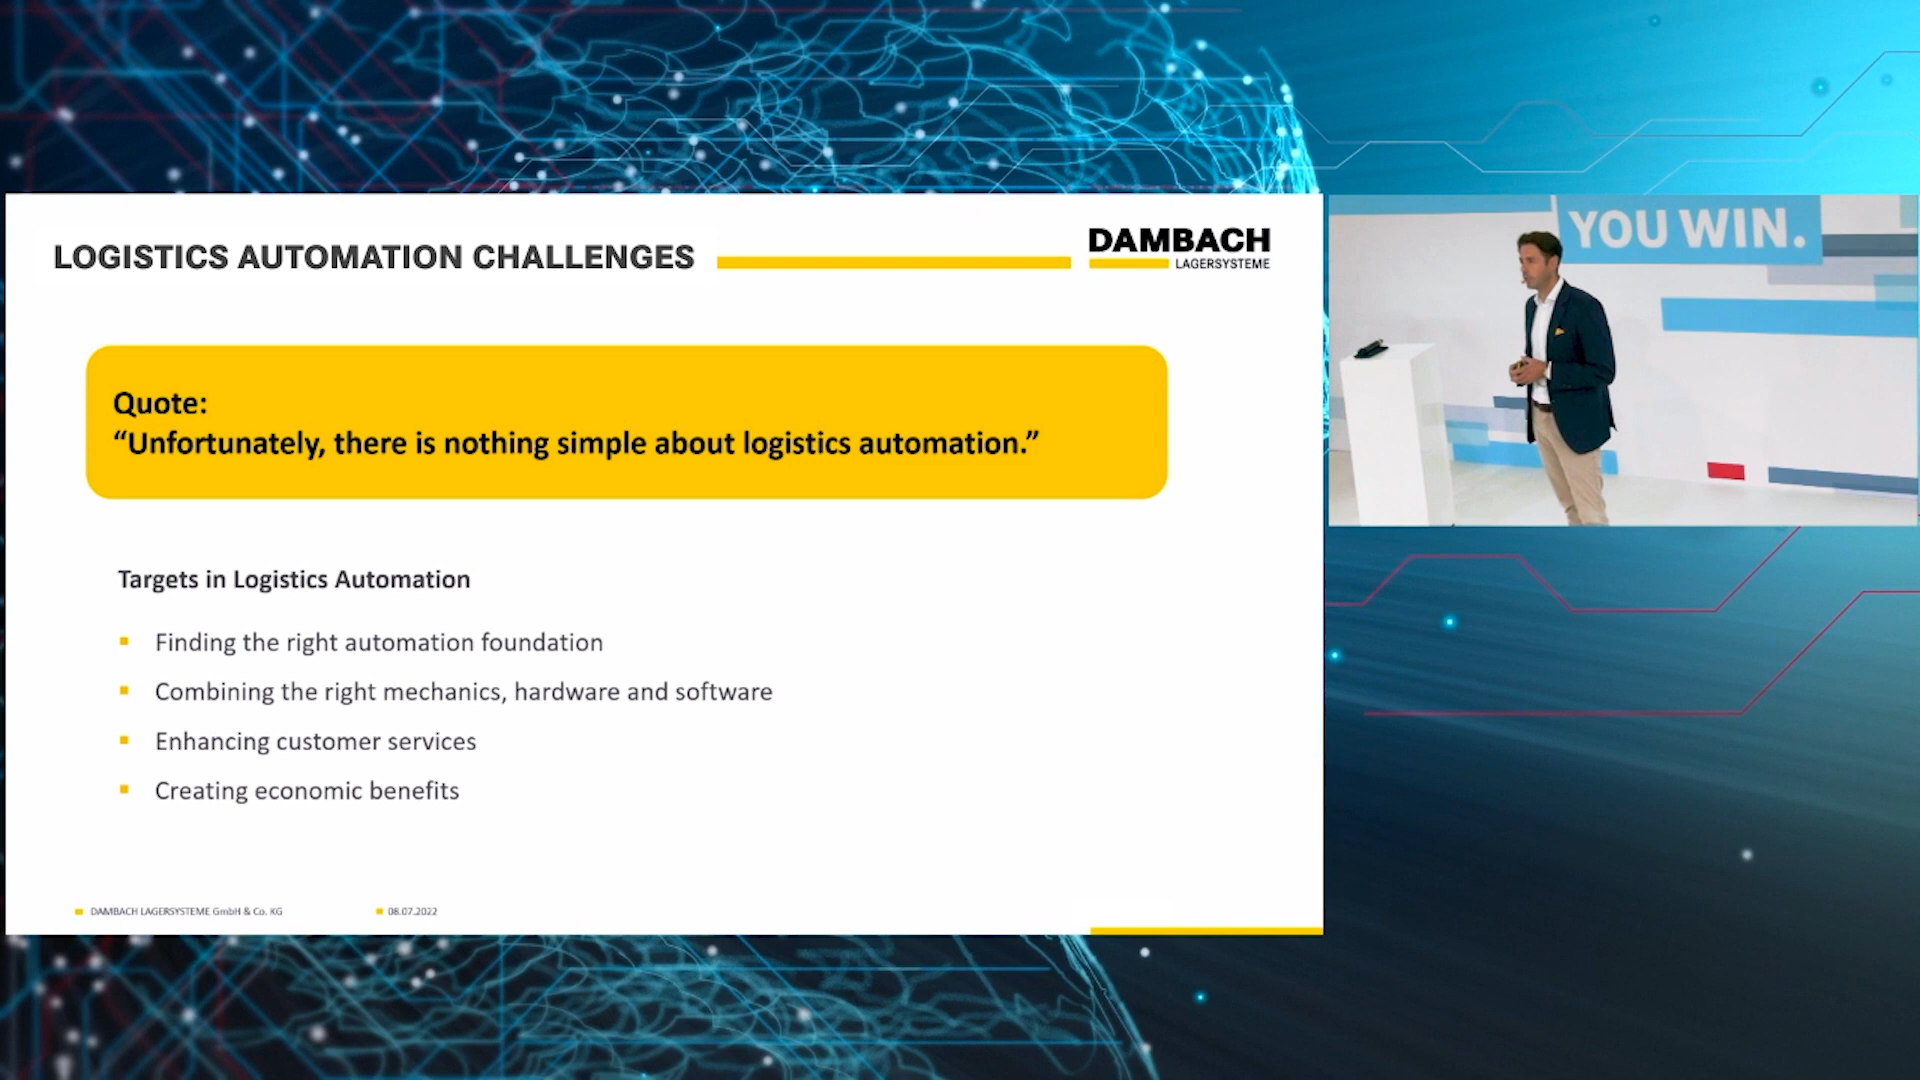 LOGISTICS AUTOMATION CHALLENGES
DAMBACH
LAGERSYSTEME
Quote:
“Unfortunately, there is nothing simple about logistics automation.”
Targets in Logistics Automation
Finding the right automation foundation
Combining the right mechanics, hardware and software
Enhancing customer services
Creating economic benefits
DAMBACH LAGERSYSTEME GmbH & Co. KG
08.07.2022
YOU WIN.